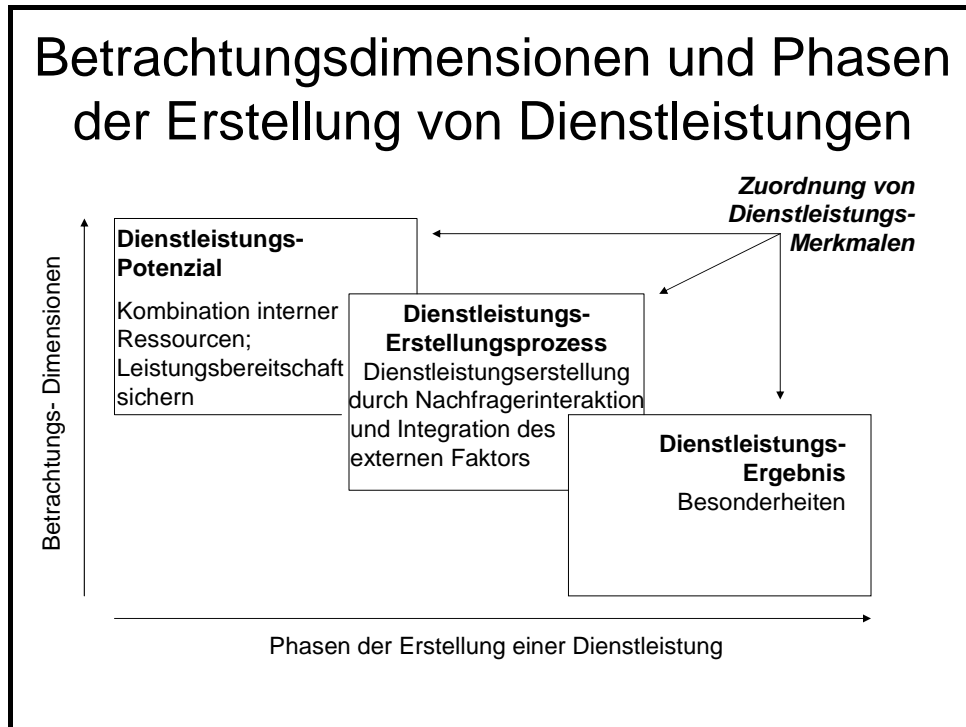 Betrachtungsdimensionen und Phasen
der Erstellung von Dienstleistungen
Zuordnung von
Dienstleistungs-
Merkmalen
Betrachtungs- Dimensionen
Dienstleistungs-
Potenzial
Kombination interner
Ressourcen;
Leistungsbereitschaft
sichern
Dienstleistungs-
Erstellungsprozess
Dienstleistungserstellung
durch Nachfragerinteraktion
und Integration des
externen Faktors
Dienstleistungs-
Ergebnis
Besonderheiten
Phasen der Erstellung einer Dienstleistung